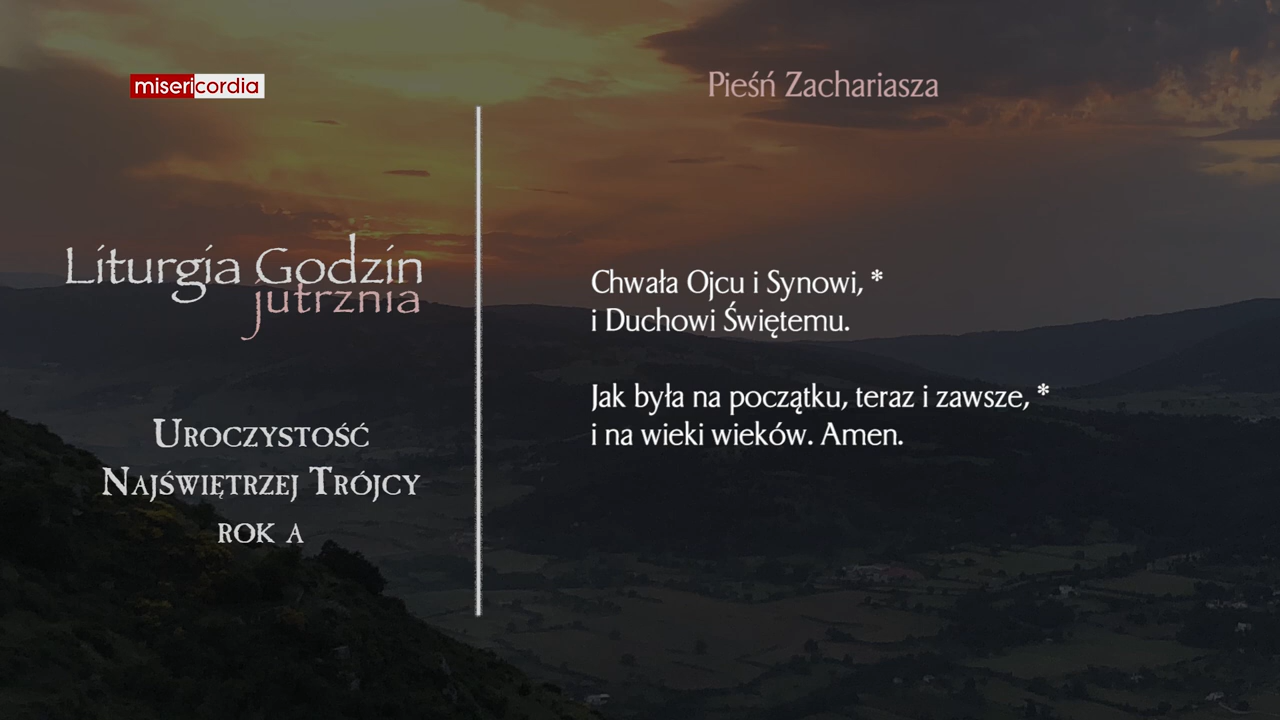 misericordia
Liturgia Godzin
jutrznia
Uroczystość
Najświętrzej Trójcy
rok a
Pieśń Zachariasza
Chwała Ojcu i Synowi, *
i Duchowi Świętemu.
Jak była na początku, teraz i zawsze, *
i na wieki wieków. Amen.